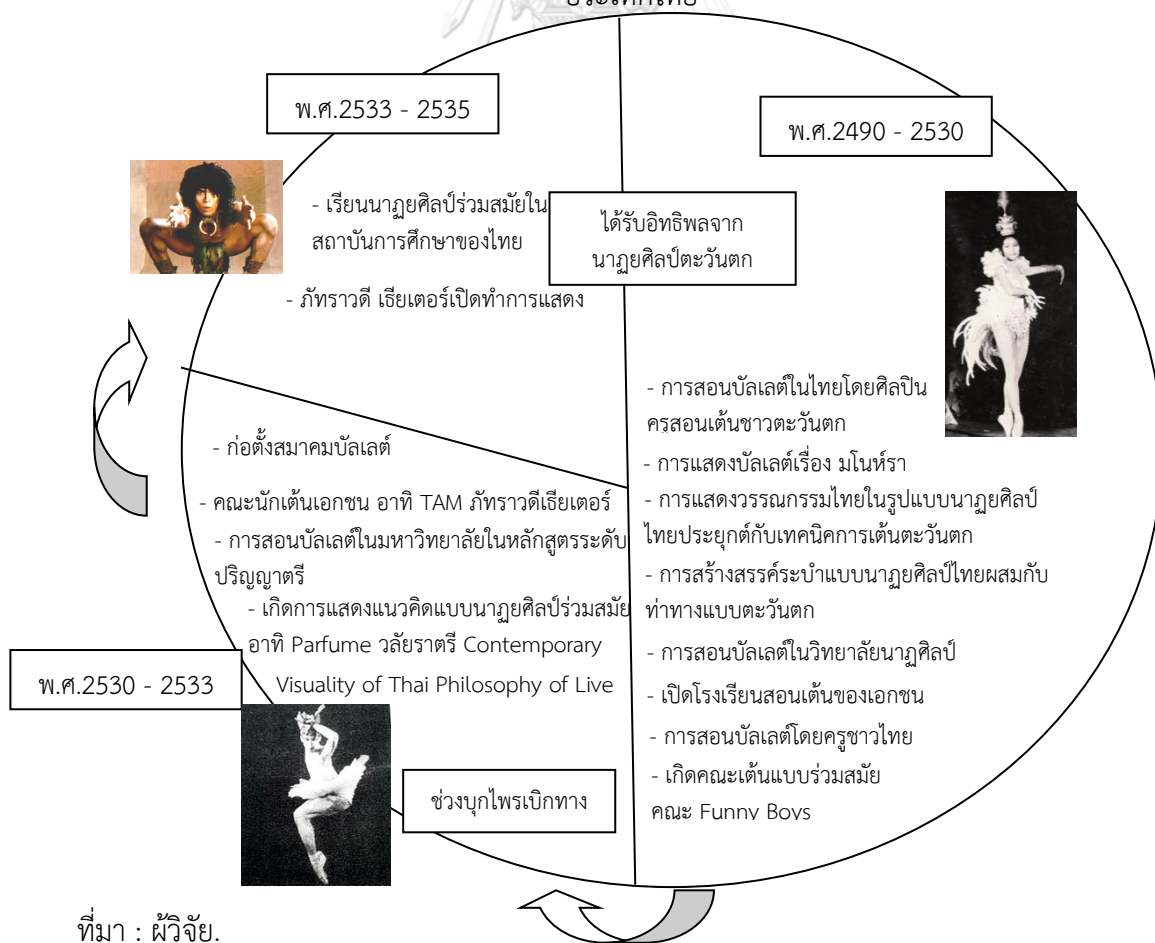 ประเทศไทย
พ.ศ.2533 - 2535
พ.ศ.2490 - 2530
- เรียนนาฏยศิลป์ร่วมสมัยใน
สถาบันการศึกษาของไทย
- ภัทราวดี เธียเตอร์เปิดทำการแสดง
ได้รับอิทธิพลจาก
นาฏยศิลป์ตะวันตก
- การสอนบัลเลต์ในไทยโดยศิลปิน
ครูสอนเต้นชาวตะวันตก
- การแสดงบัลเลต์เรื่อง มโนห์รา
- การแสดงวรรณกรรมไทยในรูปแบบนาฏยศิลป์
ไทยประยุกต์กับเทคนิคการเต้นตะวันตก
- การสร้างสรรค์ระบำแบบนาฏยศิลป์ไทยผสมกับ
ท่าทางแบบตะวันตก
- การสอนบัลเลต์ในวิทยาลัยนาฏศิลป์
- เปิดโรงเรียนสอนเต้นของเอกชน
- การสอนบัลเลต์โดยครูชาวไทย
- เกิดคณะเต้นแบบร่วมสมัย
คณะ Funny Boys
- ก่อตั้งสมาคมบัลเลต์
- คณะนักเต้นเอกชน อาทิ TAM ภัทราวดีเธียเตอร์
- การสอนบัลเลต์ในมหาวิทยาลัยในหลักสูตรระดับ
ปริญญาตรี
- เกิดการแสดงแนวคิดแบบนาฏยศิลป์ร่วมสมัย
อาทิ Parfume วลัยราตรี Contemporary
Visuality of Thai Philosophy of Live
พ.ศ.2530 - 2533
ช่วงบุกไพรเบิกทาง
ที่มา : ผู้วิจัย.